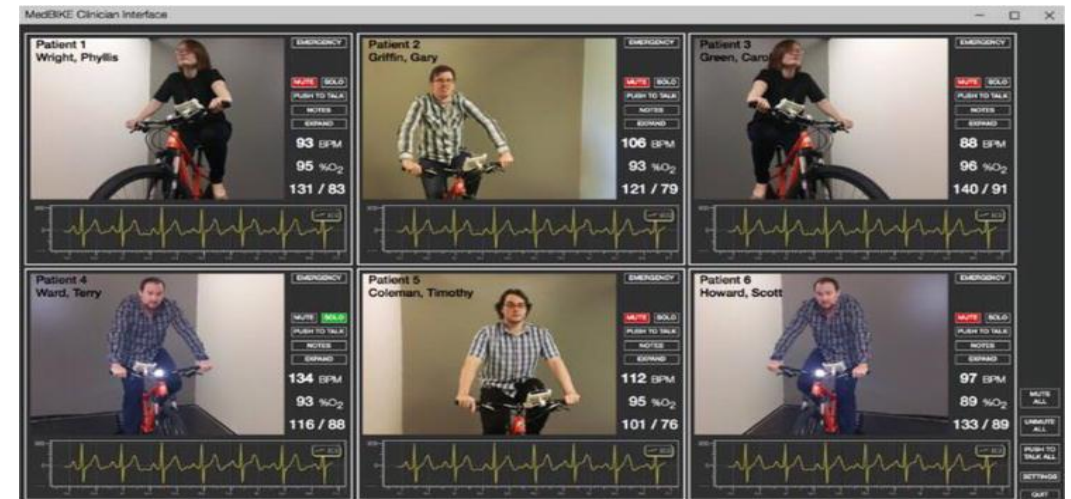 MedBIKE Clinician Interface
Patient 1
Wright, Phyllis
EMERGENCY
MUTE SOLO
PUSH TO TALK
NOTES
EXPAND
93 BPM
95 %O2
131 / 83
ECG
Patient 2
Griffin, Gary
EMERGENCY
MUTE SOLO
PUSH TO TALK
NOTES
EXPAND
106 BPM
93 %O2
121 / 79
ECG
Patient 3
Green, Carol
EMERGENCY
MUTE SOLO
PUSH TO TALK
NOTES
EXPAND
88 BPM
96 %O2
140 / 91
ECG
Patient 4
Ward, Terry
EMERGENCY
MUTE SOLO
PUSH TO TALK
NOTES
EXPAND
134 BPM
93 %O2
116 / 88
ECG
Patient 5
Coleman, Timothy
EMERGENCY
MUTE SOLO
PUSH TO TALK
NOTES
EXPAND
112 BPM
95 %O2
101 / 76
ECG
Patient 6
Howard, Scott
EMERGENCY
MUTE SOLO
PUSH TO TALK
NOTES
EXPAND
97 BPM
89 %O2
133 / 89
ECG
MUTE
ALL
UNMUTE
ALL
PUSH TO
TALK ALL
SETTINGS
QUIT